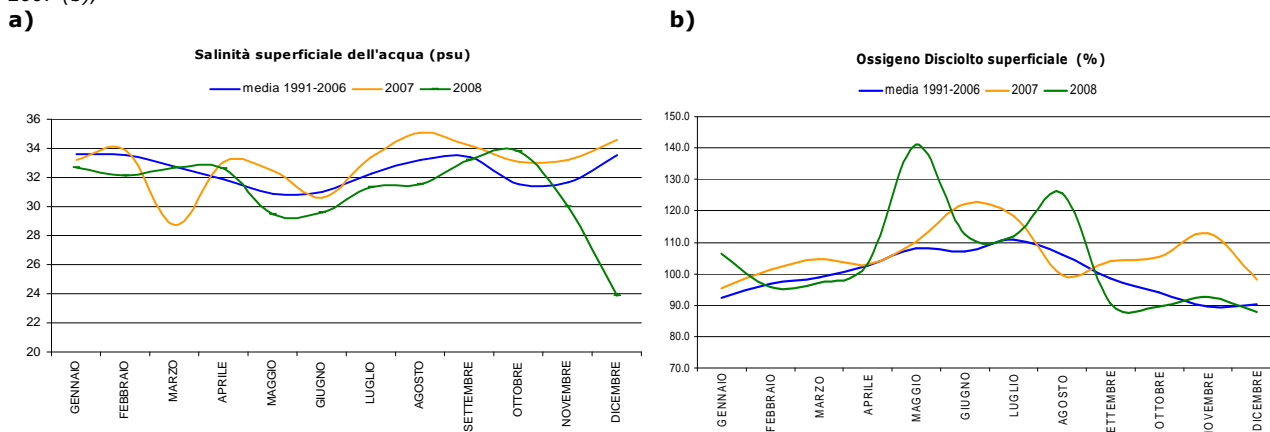 a)
b)
Salinità superficiale dell'acqua (psu)
media 1991-2006 2007 2008
36
34
32
30
28
26
24
22
20
GENNAIO
FEBBRAIO
MARZO
APRILE
MAGGIO
GIUGNO
LUGLIO
AGOSTO
SETTEMBRE
OTTOBRE
NOVEMBRE
DICEMBRE
Ossigeno Disciolto superficiale (%)
media 1991-2006 2007 2008
150.0
140.0
130.0
120.0
110.0
100.0
90.0
80.0
70.0
GENNAIO
FEBBRAIO
MARZO
APRILE
MAGGIO
GIUGNO
LUGLIO
AGOSTO
ETTEMBRE
OTTOBRE
IOVEMBRE
DICEMBRE